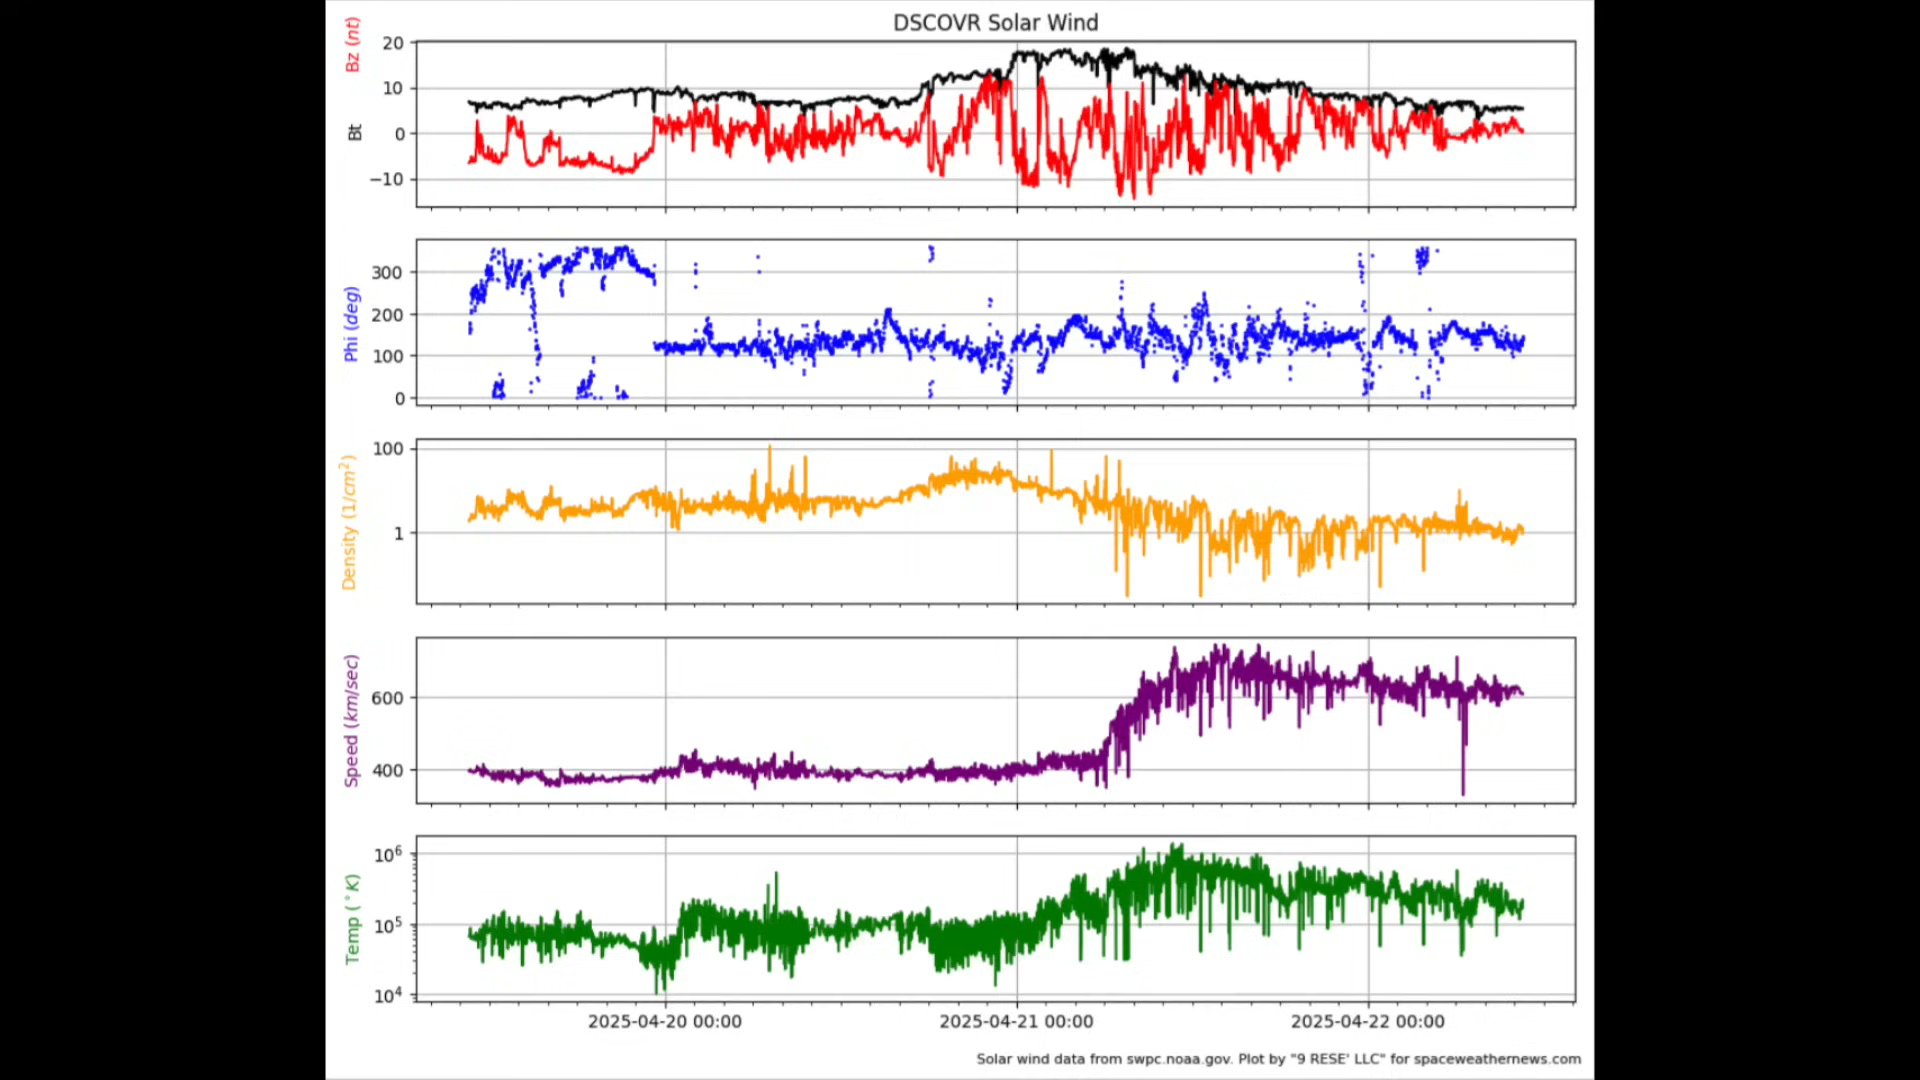 DSCOVR Solar Wind
Bz (nt)
Bt
20
10
0
−10
Phi (deg)
300
200
100
0
Density (1/cm²)
100
1
Speed (km/sec)
600
400
Temp (°K)
10⁶
10⁵
10⁴
2025-04-20 00:00
2025-04-21 00:00
2025-04-22 00:00
Solar wind data from swpc.noaa.gov. Plot by "9 RESE' LLC" for spaceweathernews.com